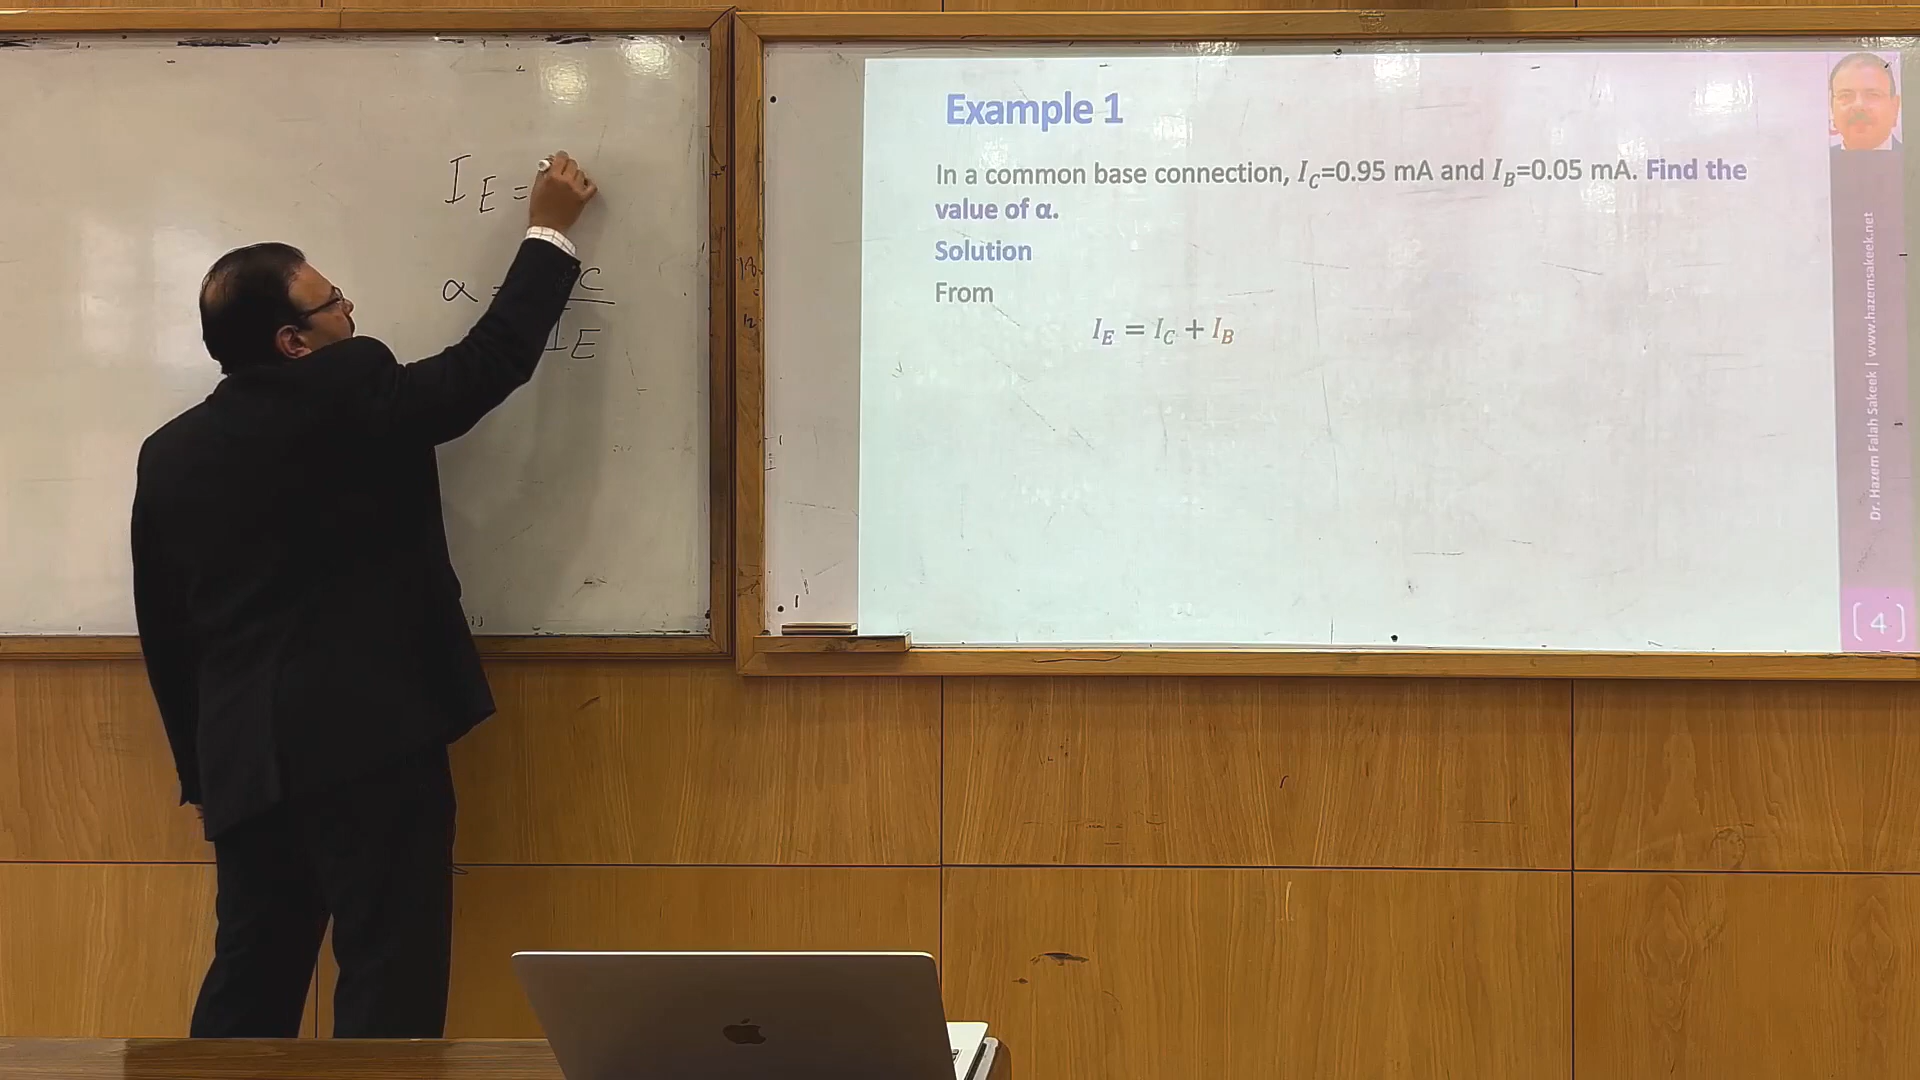 I E =
α = C
I E
Example 1
In a common base connection, I_C=0.95 mA and I_B=0.05 mA. Find the
value of α.
Solution
From
I_E = I_C + I_B
Dr. Hazem Falah Sakeek | www.hazemsakeek.net
[4]